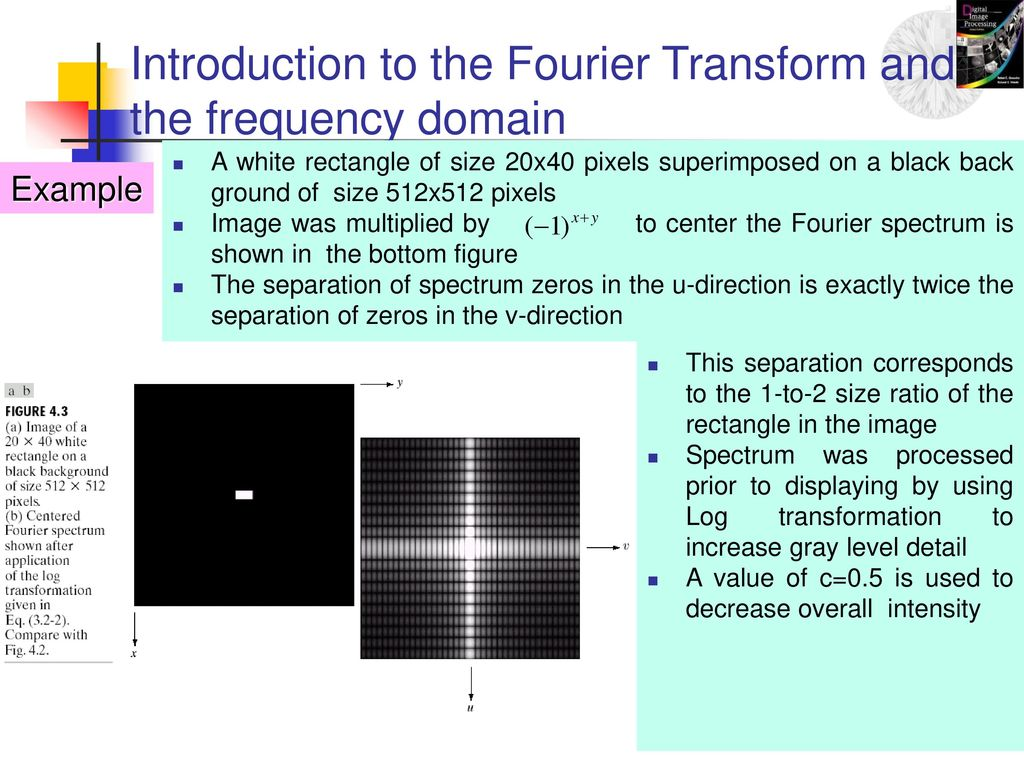 Introduction to the Fourier Transform and
the frequency domain
Digital
Image
Processing
Example
A white rectangle of size 20x40 pixels superimposed on a black back
ground of size 512x512 pixels
Image was multiplied by (−1)^{x+y} to center the Fourier spectrum is
shown in the bottom figure
The separation of spectrum zeros in the u-direction is exactly twice the
separation of zeros in the v-direction
This separation corresponds
to the 1-to-2 size ratio of the
rectangle in the image
Spectrum was processed
prior to displaying by using
Log transformation to
increase gray level detail
A value of c=0.5 is used to
decrease overall intensity
a b
FIGURE 4.3
(a) Image of a
20 × 40 white
rectangle on a
black background
of size 512 × 512
pixels.
(b) Centered
Fourier spectrum
shown after
application
of the log
transformation
given in
Eq. (3.2-2).
Compare with
Fig. 4.2.
y
x
v
u